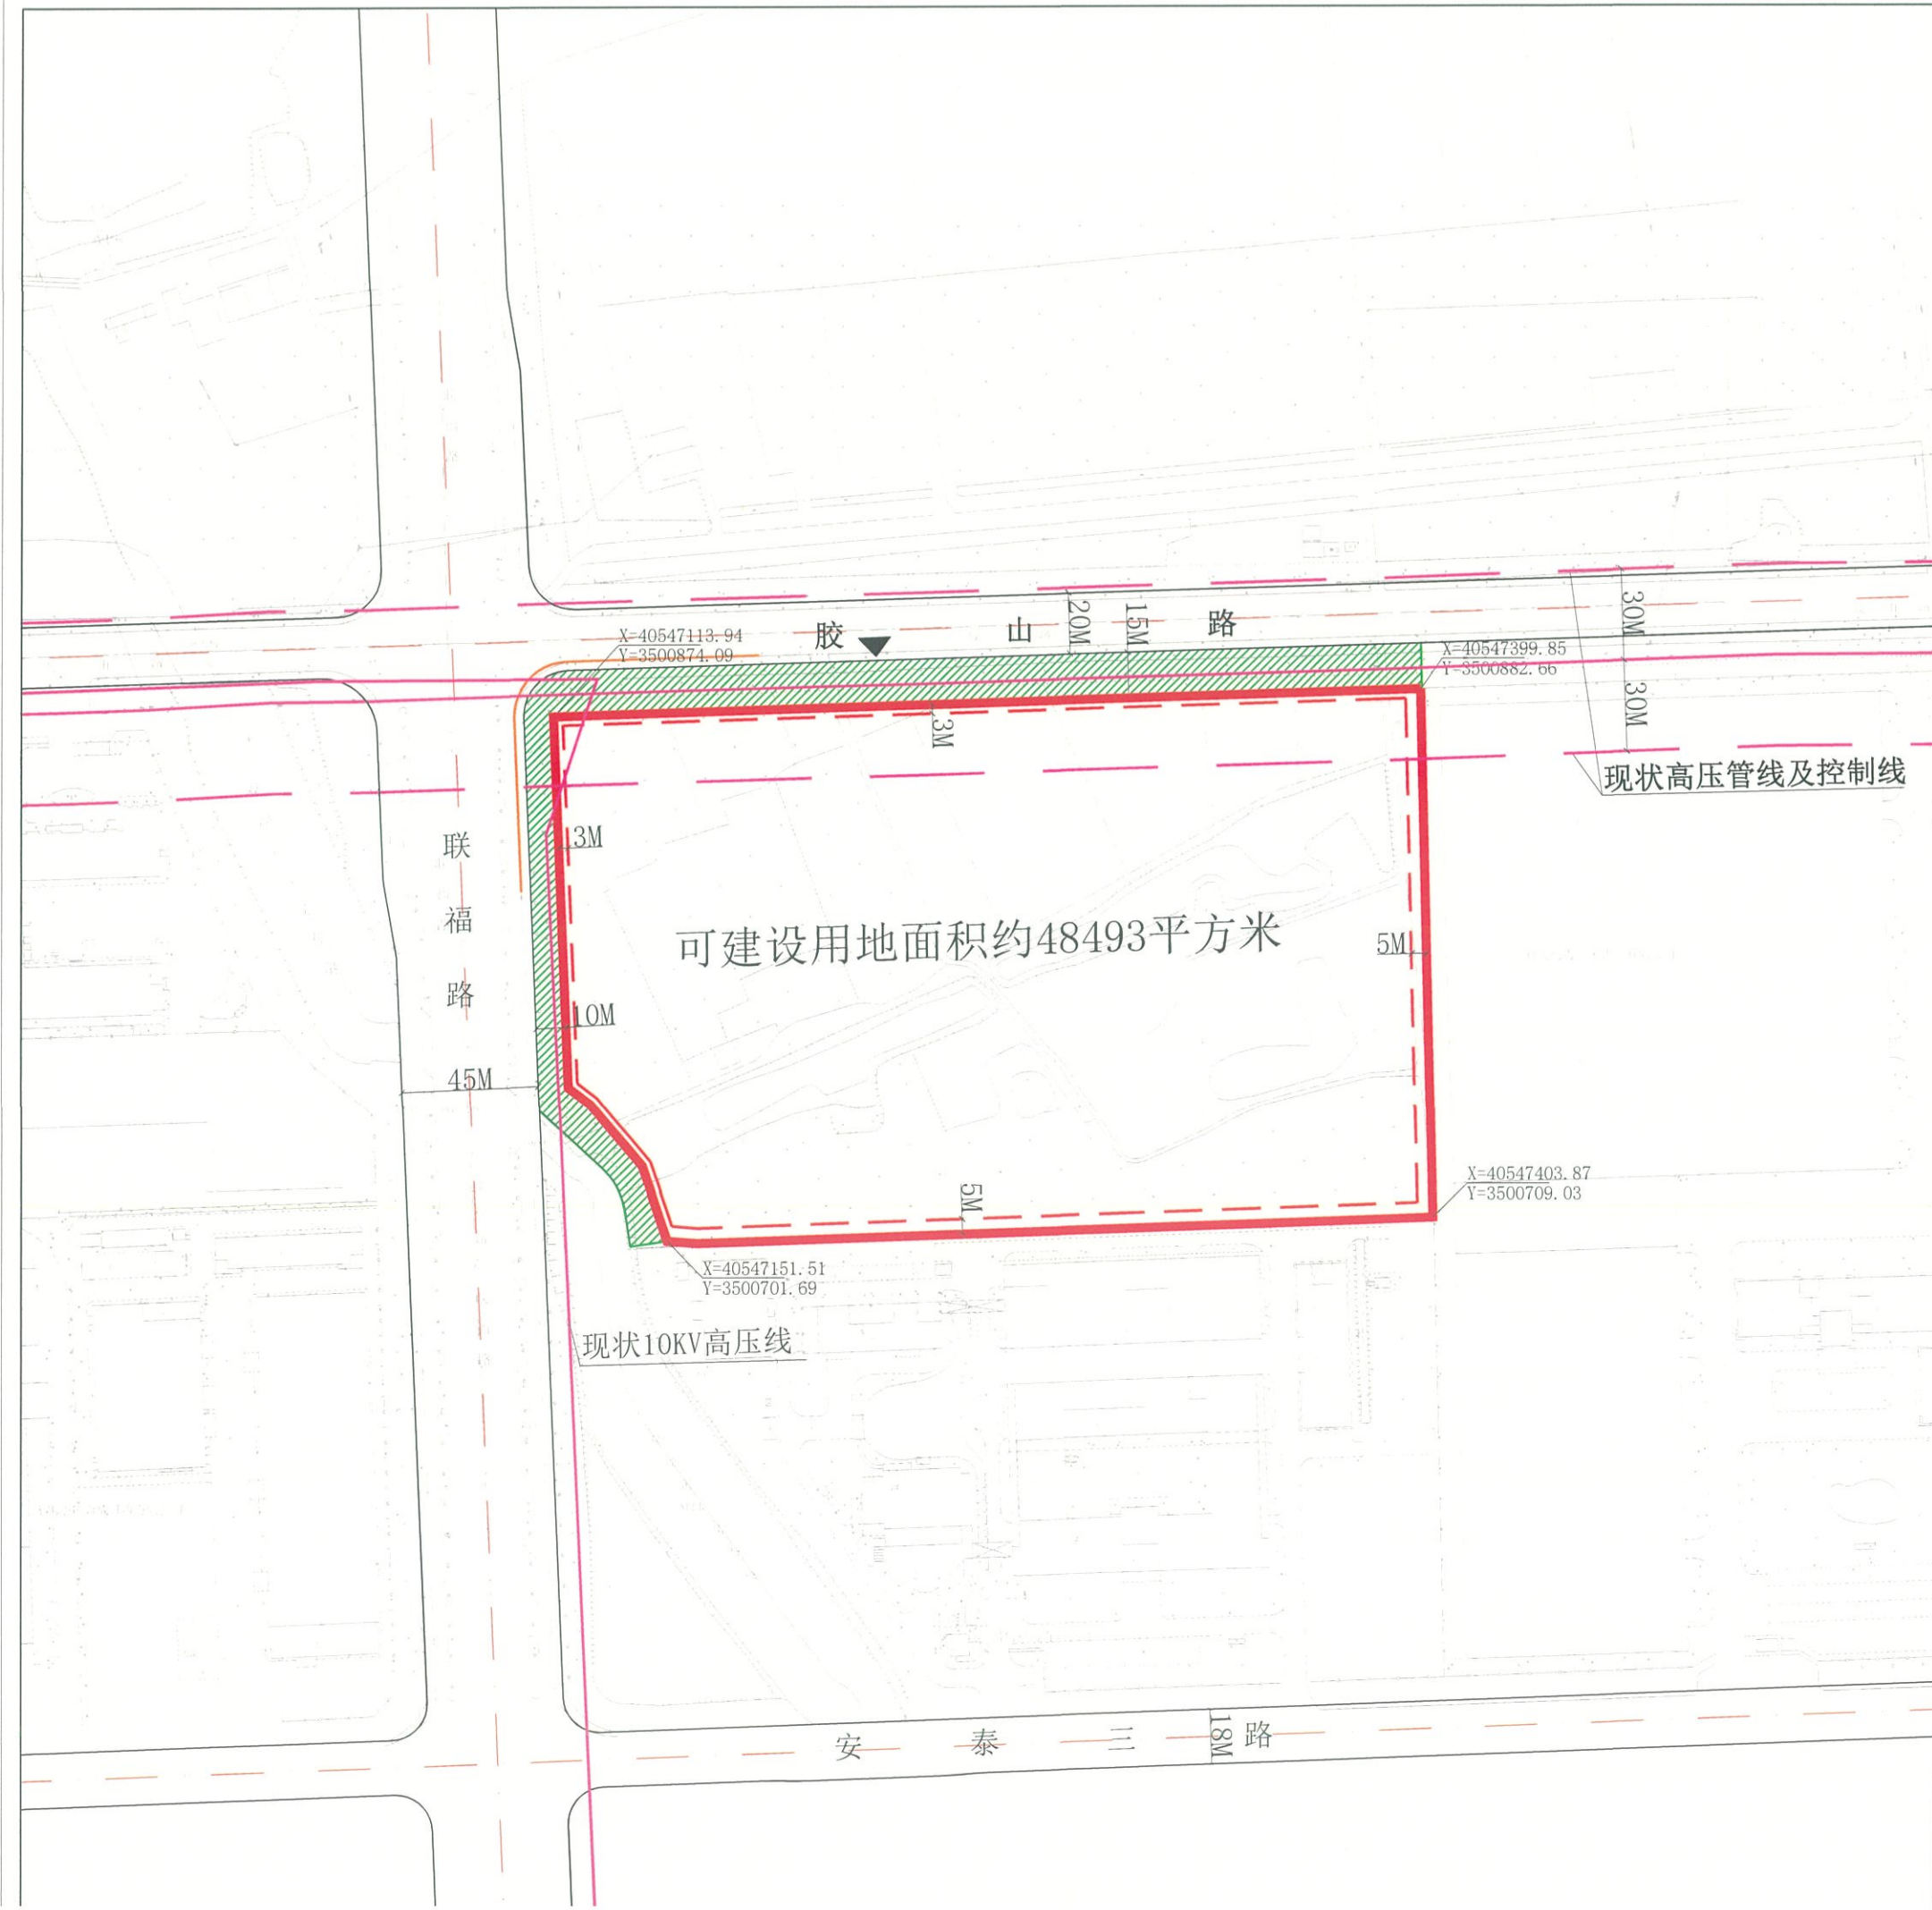 胶山路
20M
15M
30M
X=40547113.94
Y=3500874.09
X=40547399.85
Y=3500882.66
30M
3M
现状高压管线及控制线
联福路
3M
可建设用地面积约48493平方米
5M
10M
45M
X=40547403.87
Y=3500709.03
5M
X=40547151.51
Y=3500701.69
现状10KV高压线
安泰三路
18M